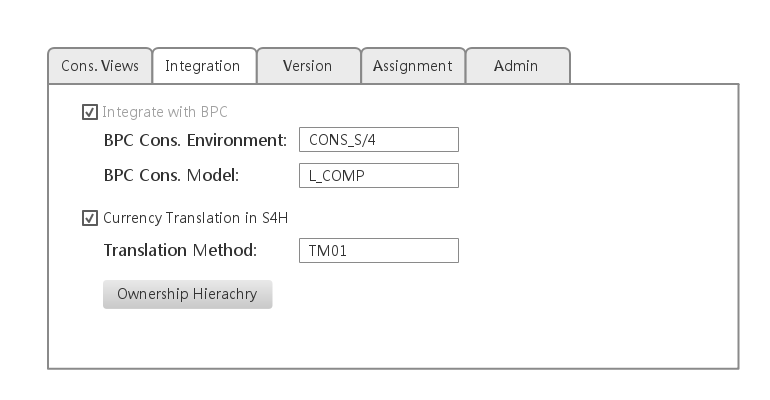 Cons. Views Integration Version Assignment Admin
Integrate with BPC
BPC Cons. Environment: CONS_S/4
BPC Cons. Model: L_COMP
Currency Translation in S4H
Translation Method: TM01
Ownership Hierachry